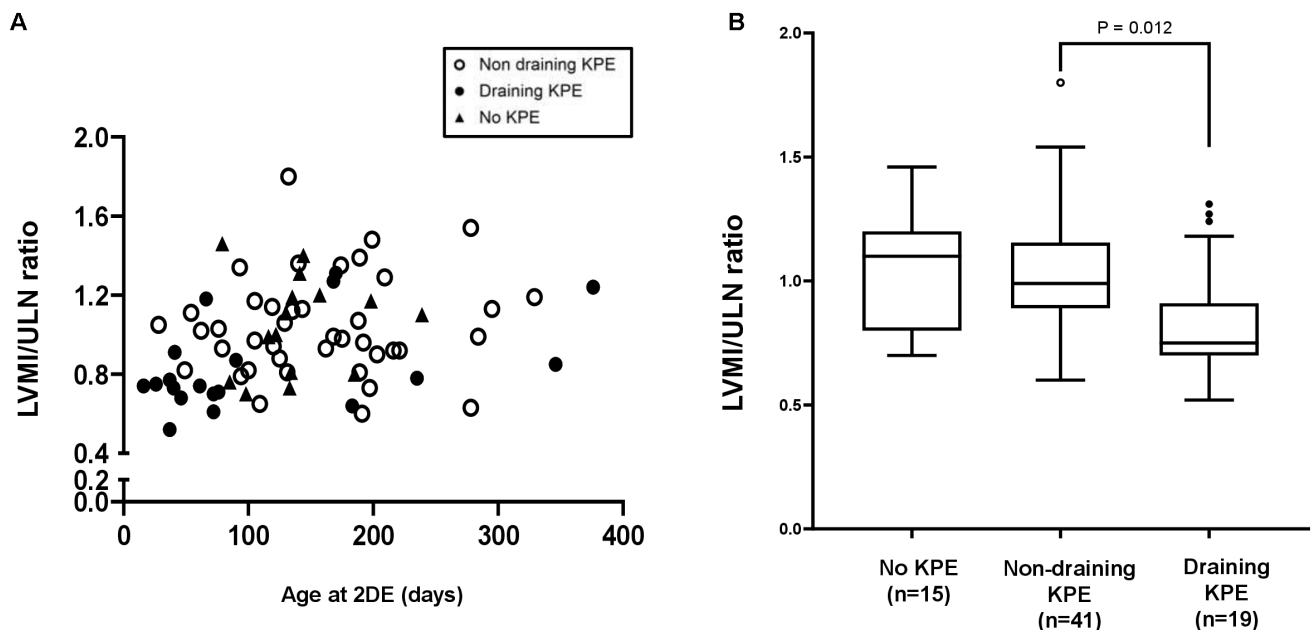 A
Non draining KPE
Draining KPE
No KPE
2.0
1.6
1.2
0.8
0.4
0.2
0.0
LVMI/ULN ratio
0 100 200 300 400
Age at 2DE (days)
B
P = 0.012
2.0
1.5
1.0
0.5
0.0
LVMI/ULN ratio
No KPE
(n=15)
Non-draining
KPE
(n=41)
Draining
KPE
(n=19)